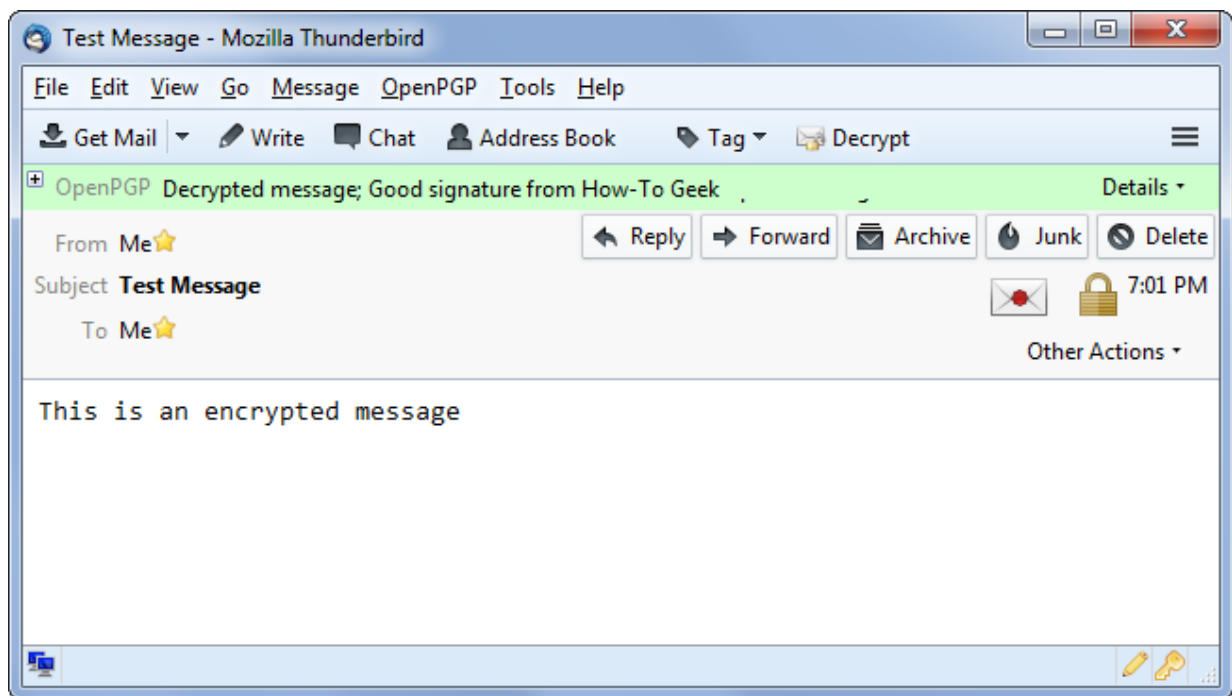 Test Message - Mozilla Thunderbird
File Edit View Go Message OpenPGP Tools Help
Get Mail Write Chat Address Book Tag Decrypt
OpenPGP Decrypted message; Good signature from How-To Geek Details
From Me Reply Forward Archive Junk Delete
Subject Test Message 7:01 PM
To Me
Other Actions
This is an encrypted message